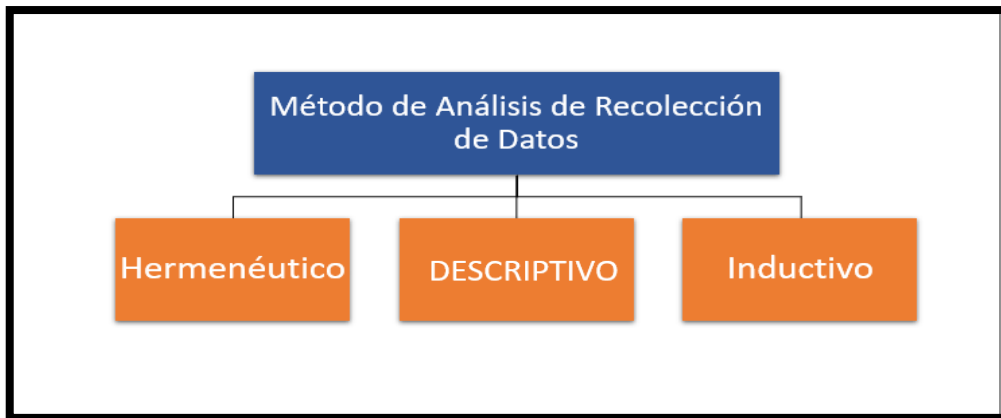 Método de Análisis de Recolección
de Datos
Hermenéutico
DESCRIPTIVO
Inductivo